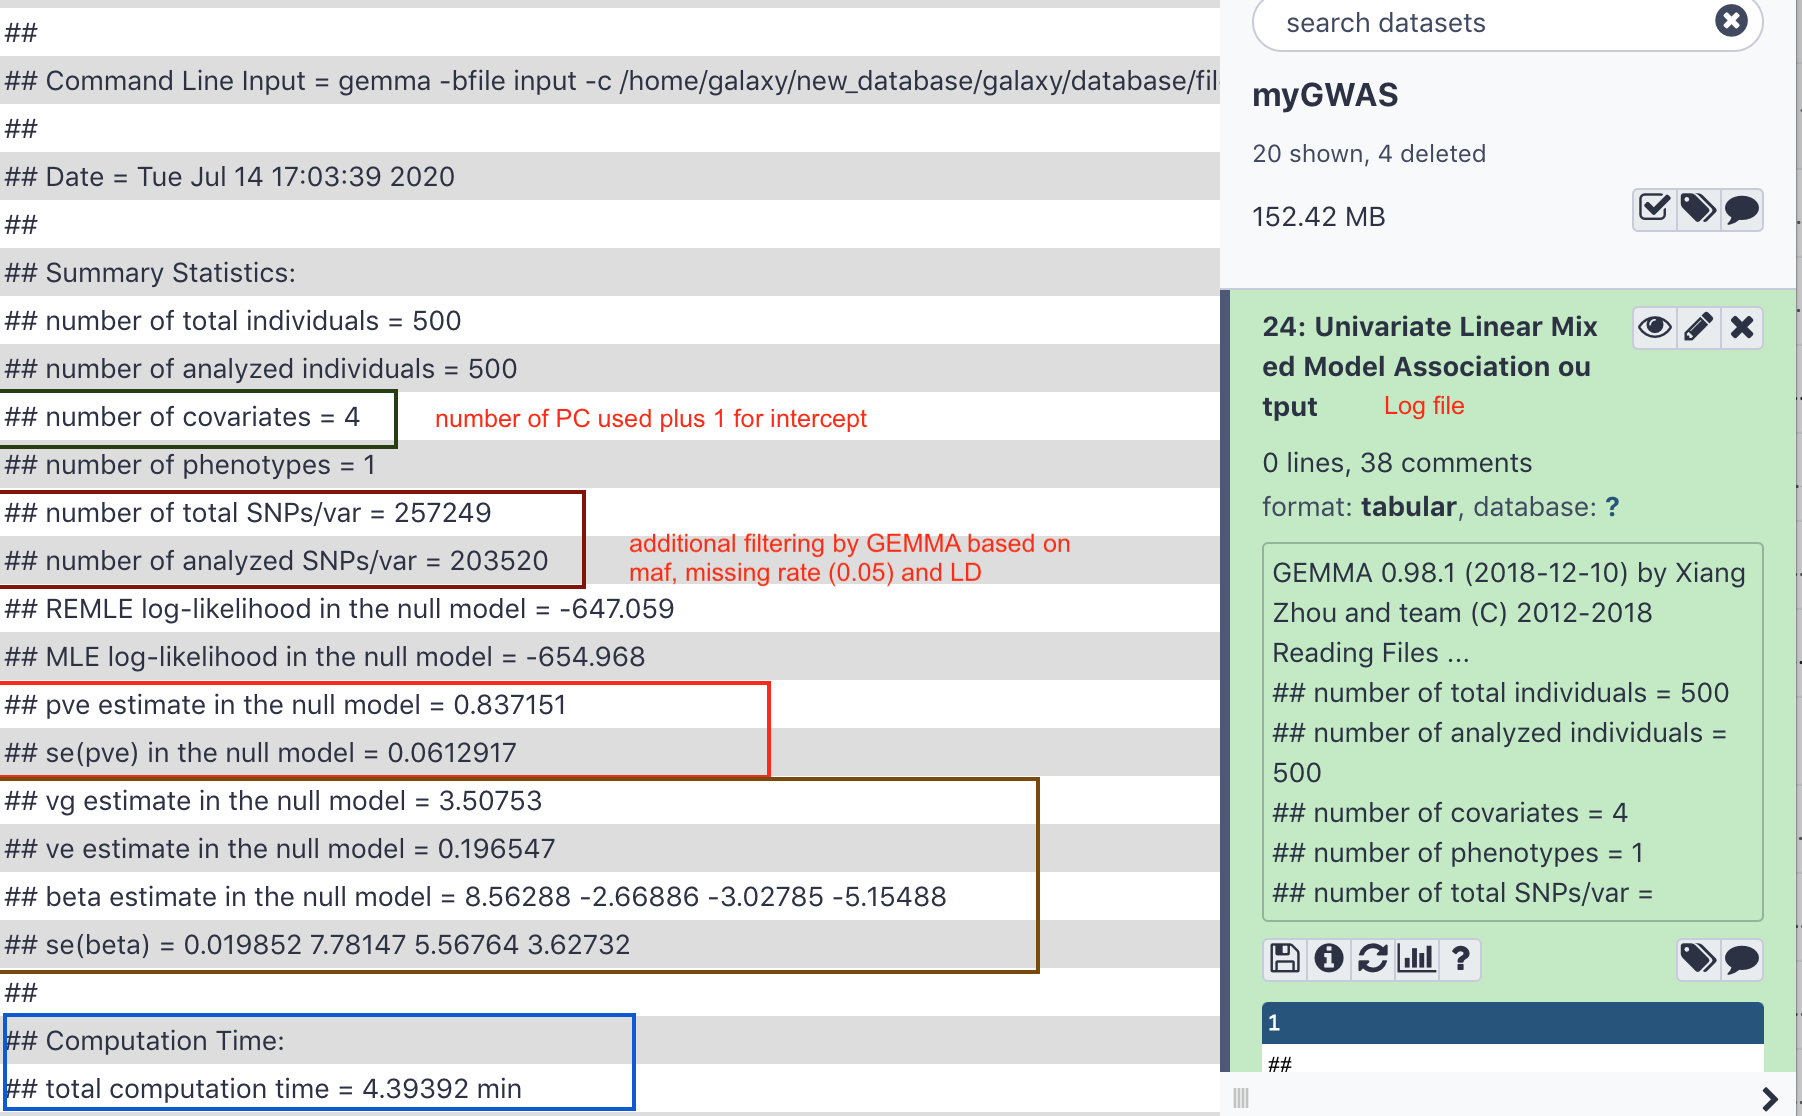 ##
## Command Line Input = gemma -bfile input -c /home/galaxy/new_database/galaxy/database/fil
##
## Date = Tue Jul 14 17:03:39 2020
##
## Summary Statistics:
## number of total individuals = 500
## number of analyzed individuals = 500
## number of covariates = 4
number of PC used plus 1 for intercept
## number of phenotypes = 1
## number of total SNPs/var = 257249
## number of analyzed SNPs/var = 203520
additional filtering by GEMMA based on
maf, missing rate (0.05) and LD
## REMLE log-likelihood in the null model = -647.059
## MLE log-likelihood in the null model = -654.968
## pve estimate in the null model = 0.837151
## se(pve) in the null model = 0.0612917
## vg estimate in the null model = 3.50753
## ve estimate in the null model = 0.196547
## beta estimate in the null model = 8.56288 -2.66886 -3.02785 -5.15488
## se(beta) = 0.019852 7.78147 5.56764 3.62732
##
## Computation Time:
## total computation time = 4.39392 min
search datasets
myGWAS
20 shown, 4 deleted
152.42 MB
24: Univariate Linear Mix
ed Model Association ou
tput
Log file
0 lines, 38 comments
format: tabular, database: ?
GEMMA 0.98.1 (2018-12-10) by Xiang
Zhou and team (C) 2012-2018
Reading Files ...
## number of total individuals = 500
## number of analyzed individuals =
500
## number of covariates = 4
## number of phenotypes = 1
## number of total SNPs/var =
?
1
##